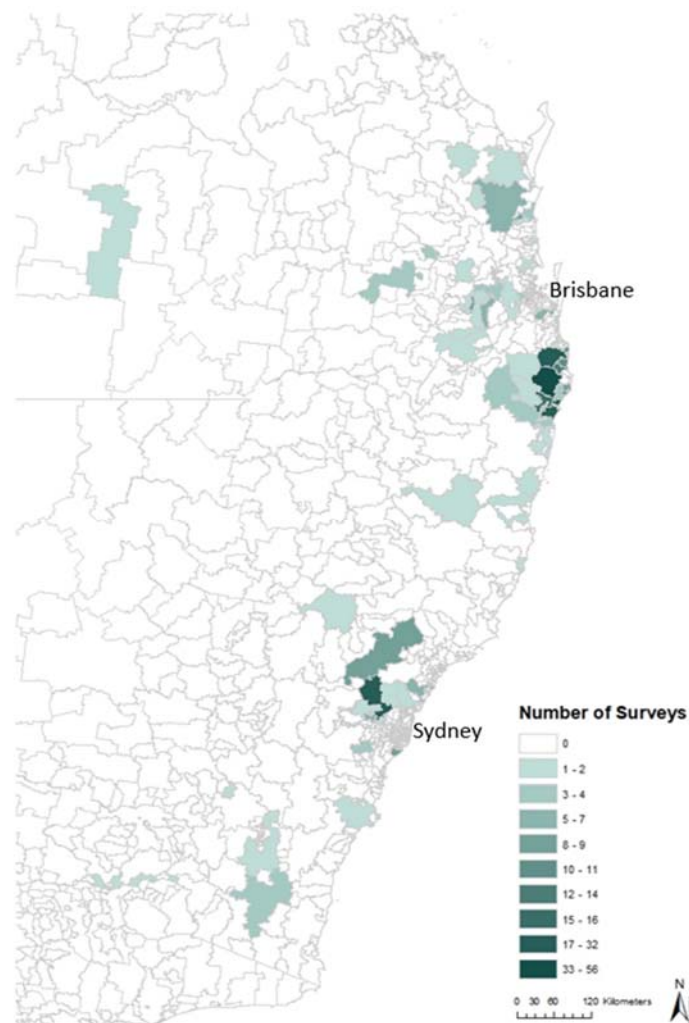 Brisbane
Sydney
Number of Surveys
0
1 - 2
3 - 4
5 - 7
8 - 9
10 - 11
12 - 14
15 - 16
17 - 32
33 - 56
0 30 60 120 Kilometers
N